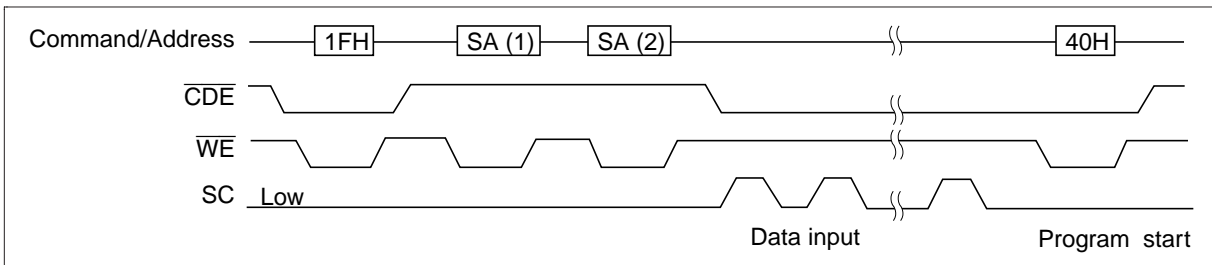 Command/Address 1FH SA (1) SA (2) 40H
CDE
WE
SC Low
Data input Program start